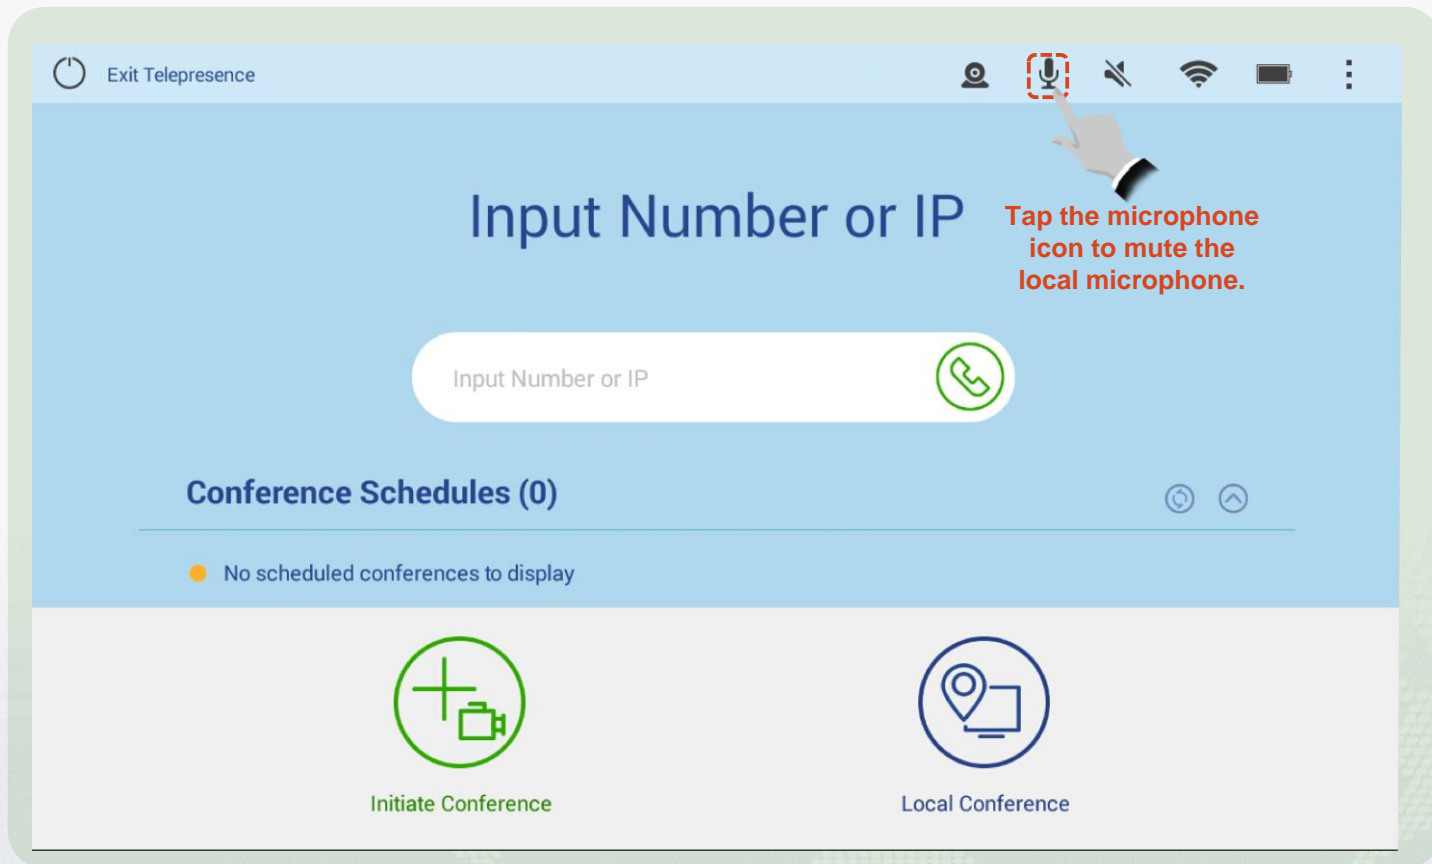 Exit Telepresence
Input Number or IP
Tap the microphone
icon to mute the
local microphone.
Input Number or IP
Conference Schedules (0)
No scheduled conferences to display
Initiate Conference
Local Conference